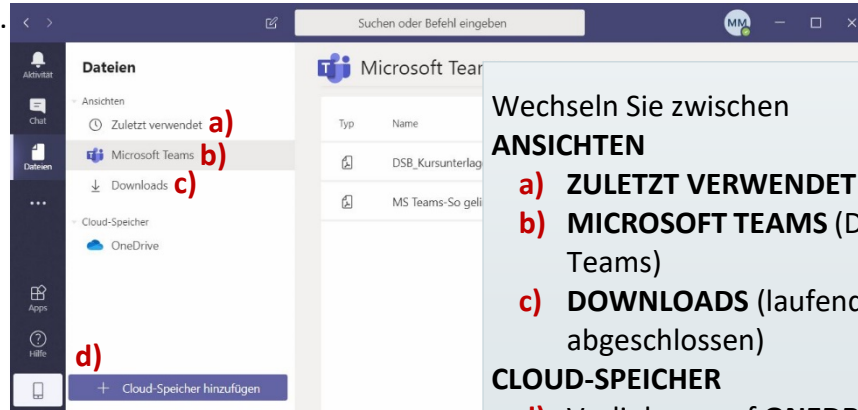 Suchen oder Befehl eingeben
MM
Aktivität
Chat
Dateien
Apps
Hilfe
Dateien
Ansichten
Zuletzt verwendet a)
Microsoft Teams b)
Downloads c)
Cloud-Speicher
OneDrive
d)
+ Cloud-Speicher hinzufügen
Microsoft Tear
Typ Name
DSB_Kursunterlag
MS Teams-So geli
Wechseln Sie zwischen
ANSICHTEN
a) ZULETZT VERWENDET
b) MICROSOFT TEAMS (D
Teams)
c) DOWNLOADS (laufend
abgeschlossen)
CLOUD-SPEICHER